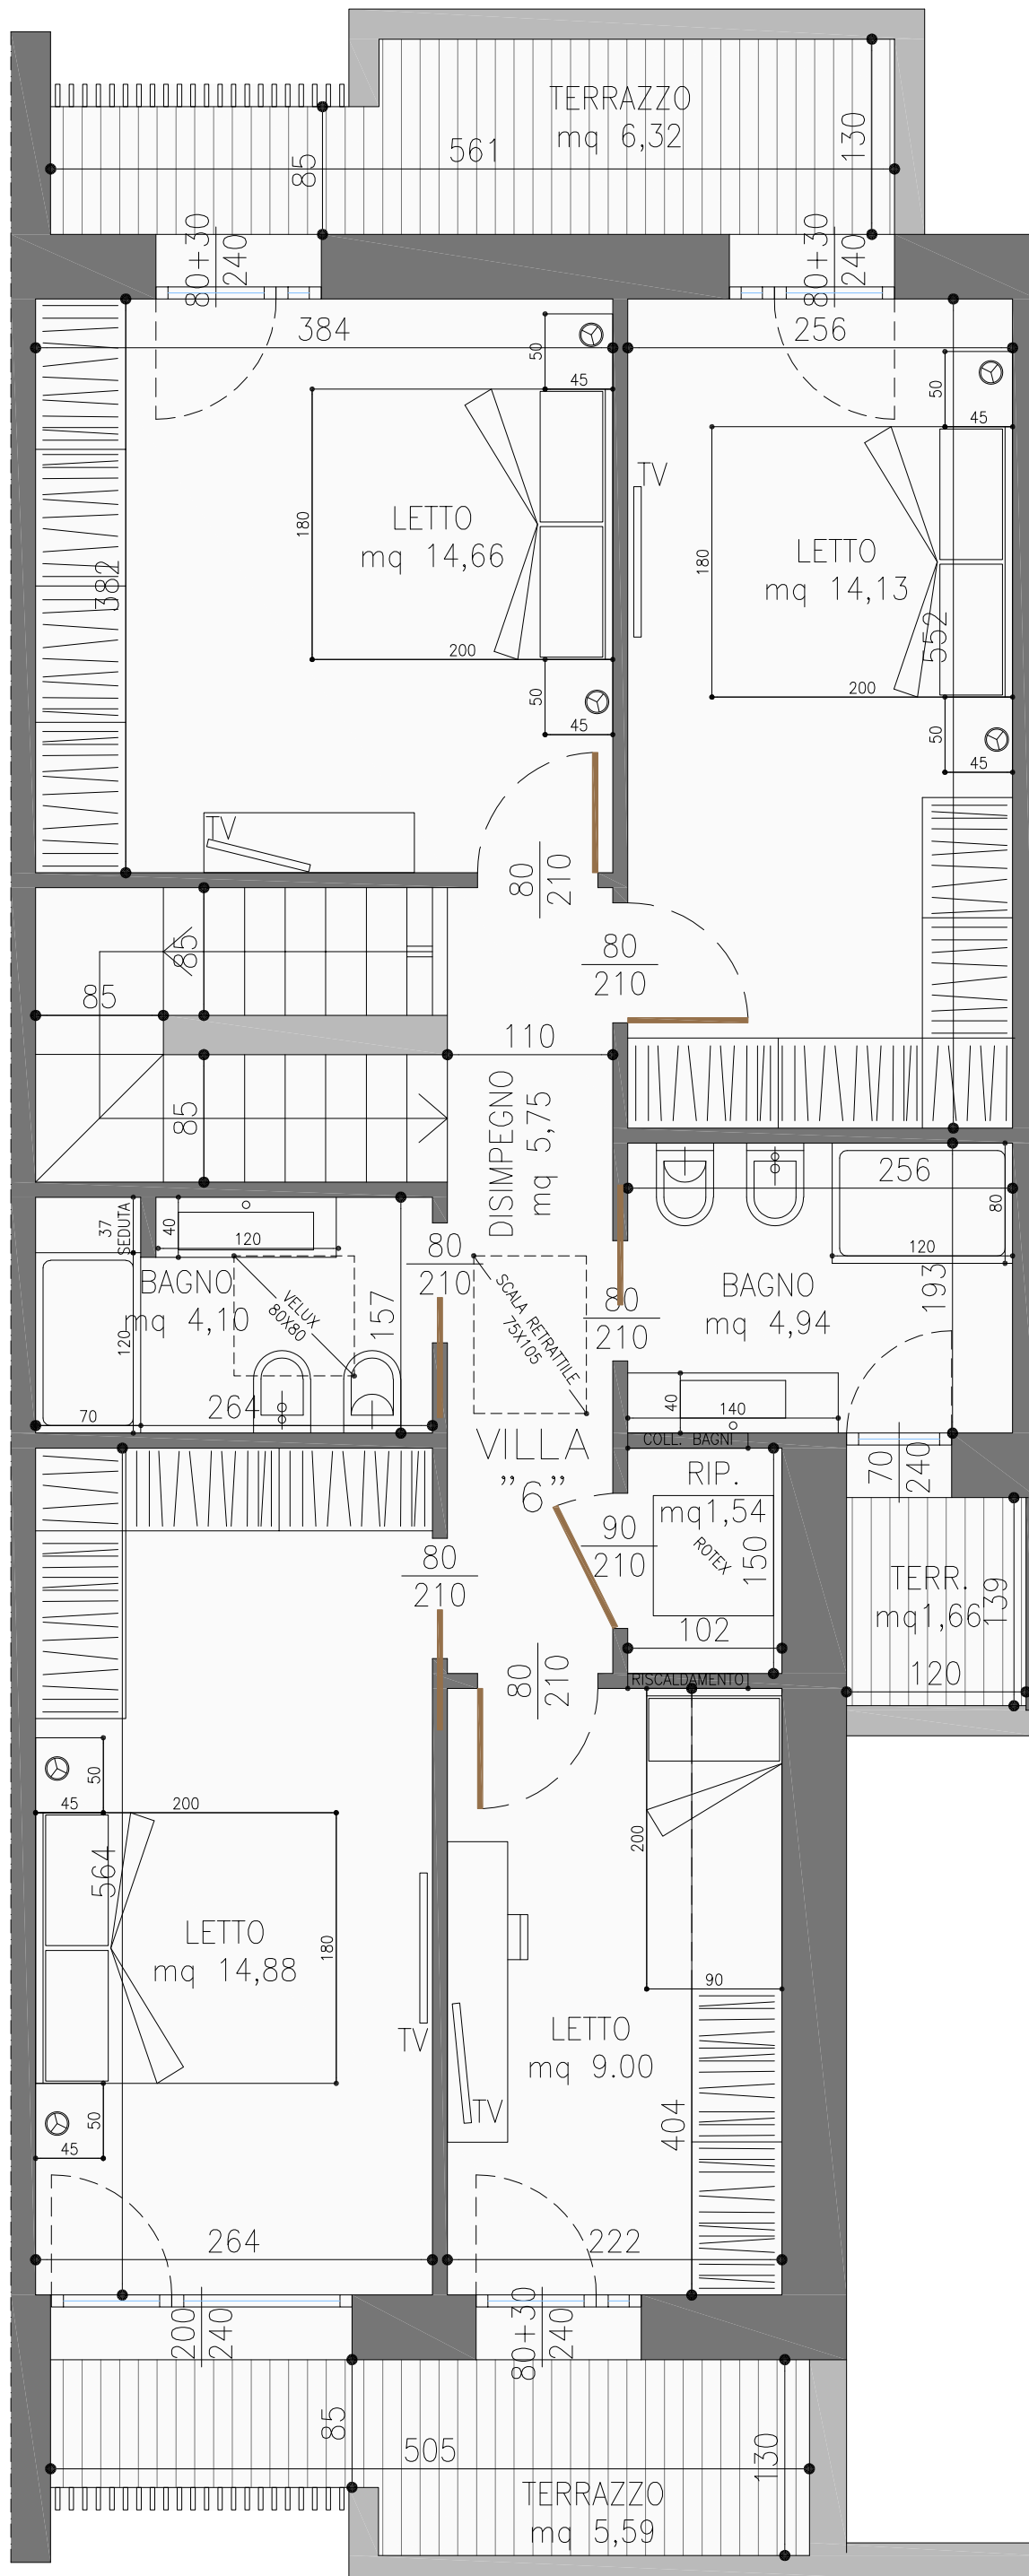 TERRAZZO
mq 6,32
130
561
85
80+30
240
80+30
240
384
256
50
45
50
45
180
200
TV
LETTO
mq 14,66
LETTO
mq 14,13
382
180
552
200
50
45
50
45
TV
80
210
80
210
85
85
110
85
DISIMPEGNO
mq 5,75
256
80
120
37
SEDUTA
40
120
80
210
BAGNO
mq 4,10
VELUX
80X80
157
120
70
264
SCALA RETRATTILE
75X105
80
210
BAGNO
mq 4,94
193
40
140
COLL. BAGNI
VILLA
"6"
RIP.
mq1,54
ROTEX
150
90
210
102
70
240
TERR.
mq1,66
139
120
80
210
80
210
RISCALDAMENTO
50
45
200
564
LETTO
mq 14,88
180
TV
50
45
200
90
LETTO
mq 9.00
TV
404
264
222
200
240
80+30
240
85
505
130
TERRAZZO
mq 5,59